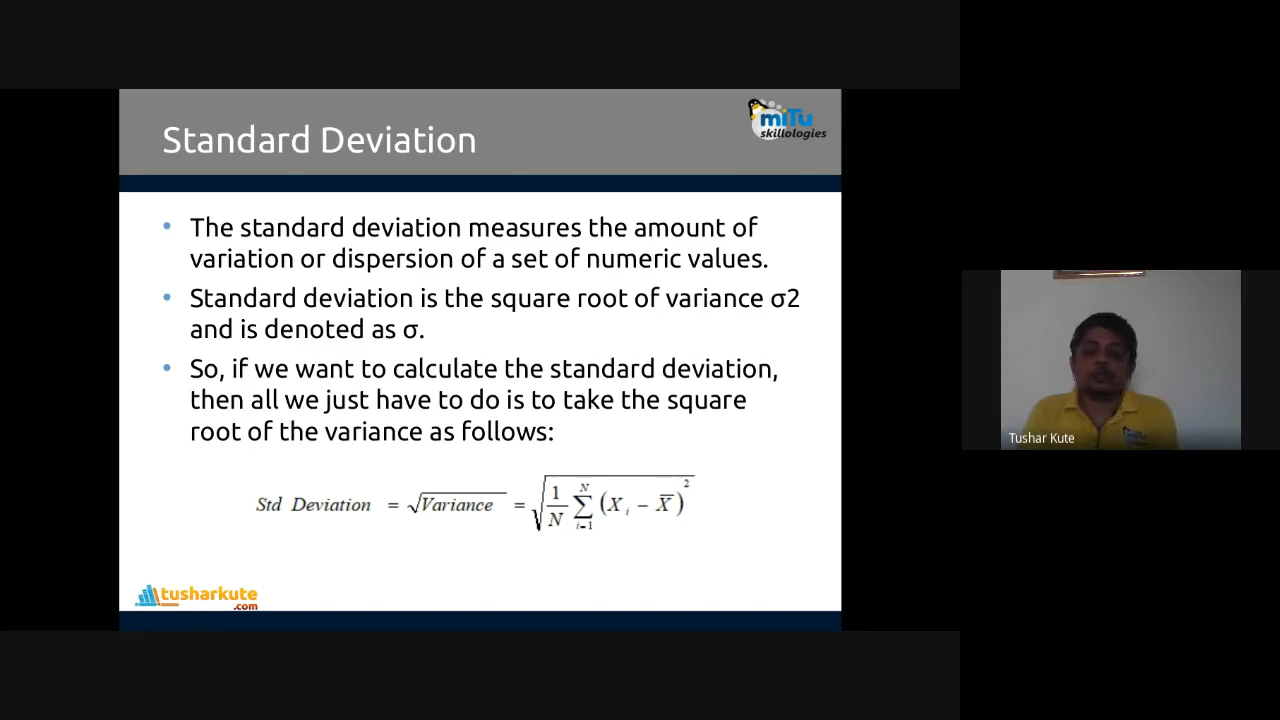 Standard Deviation
miTu
skillologies
• The standard deviation measures the amount of
variation or dispersion of a set of numeric values.
• Standard deviation is the square root of variance σ2
and is denoted as σ.
• So, if we want to calculate the standard deviation,
then all we just have to do is to take the square
root of the variance as follows:
Std Deviation = √Variance = √(1/N ∑_{i=1}^{N} (X_i − X̅)^2)
tusharkute
.com
Tushar Kute